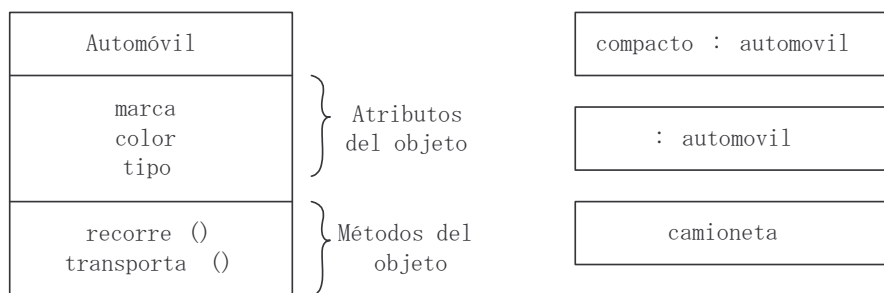 Automóvil
marca
color
tipo
Atributos
del objeto
recorre ()
transporta ()
Métodos del
objeto
compacto : automovil
: automovil
camioneta